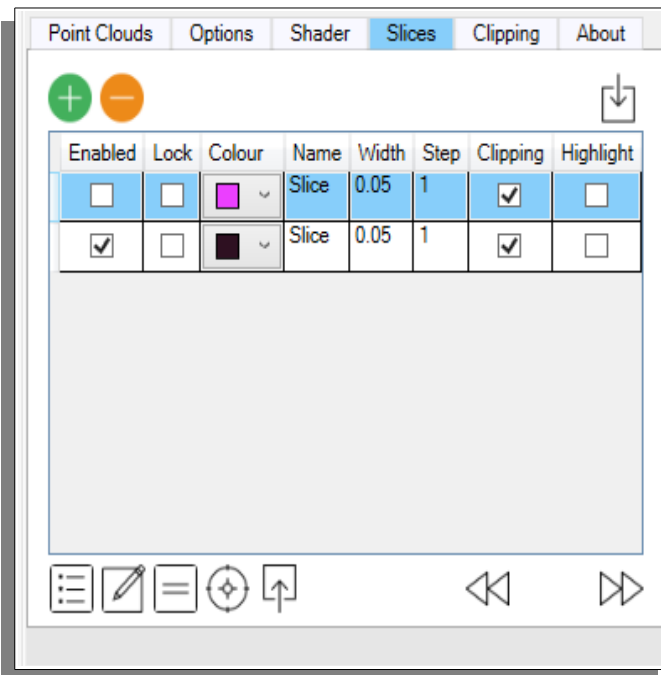 Point Clouds Options Shader Slices Clipping About
Enabled Lock Colour Name Width Step Clipping Highlight
Slice 0.05 1
Slice 0.05 1